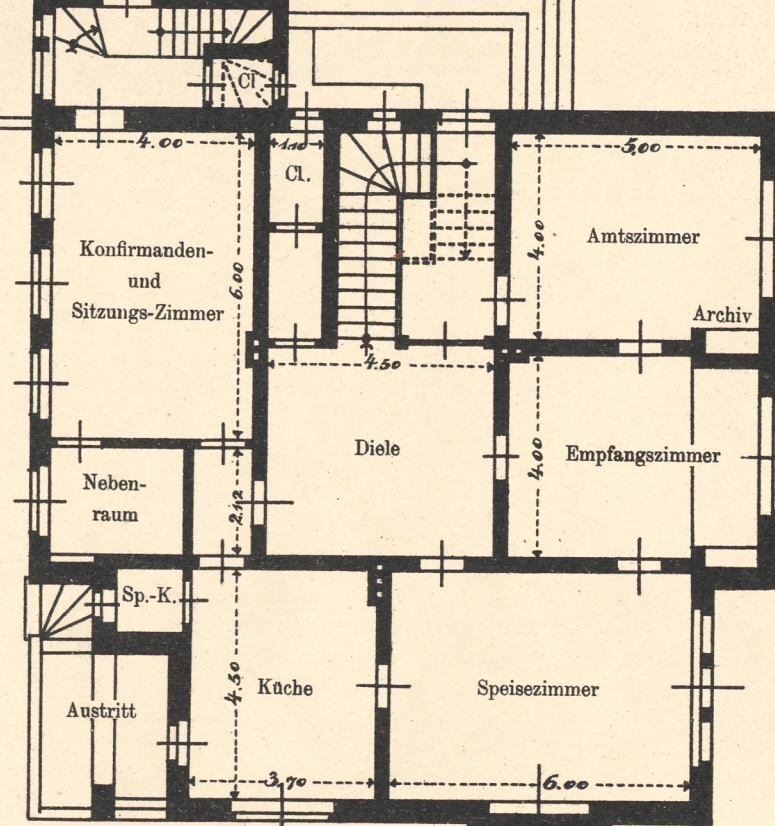 Cl
4.00
1.10
5.00
Cl.
Konfirmanden-
und
Sitzungs-Zimmer
6.00
4.00
Amtszimmer
Archiv
4.50
Diele
4.00
Empfangszimmer
Neben-
raum
2.12
Sp.-K.
Küche
4.50
Speisezimmer
Austritt
3.70
6.00